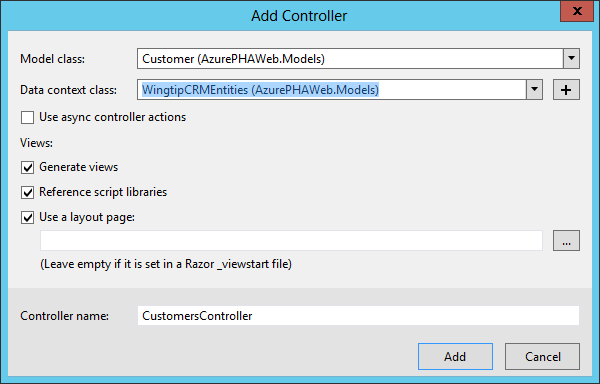 Add Controller
x
Model class: Customer (AzurePHAWeb.Models)
Data context class: WingtipCRMEntities (AzurePHAWeb.Models) +
Use async controller actions
Views:
Generate views
Reference script libraries
Use a layout page:
...
(Leave empty if it is set in a Razor _viewstart file)
Controller name: CustomersController
Add Cancel